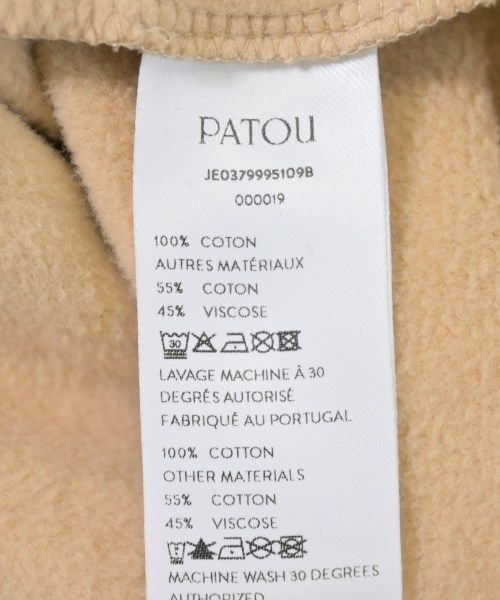 PATOU
JE0379995109B
000019
100% COTON
AUTRES MATÉRIAUX
55% COTON
45% VISCOSE
30
LAVAGE MACHINE À 30
DEGRÉS AUTORISÉ
FABRIQUÉ AU PORTUGAL
100% COTTON
OTHER MATERIALS
55% COTTON
45% VISCOSE
MACHINE WASH 30 DEGREES
AUTHORIZED